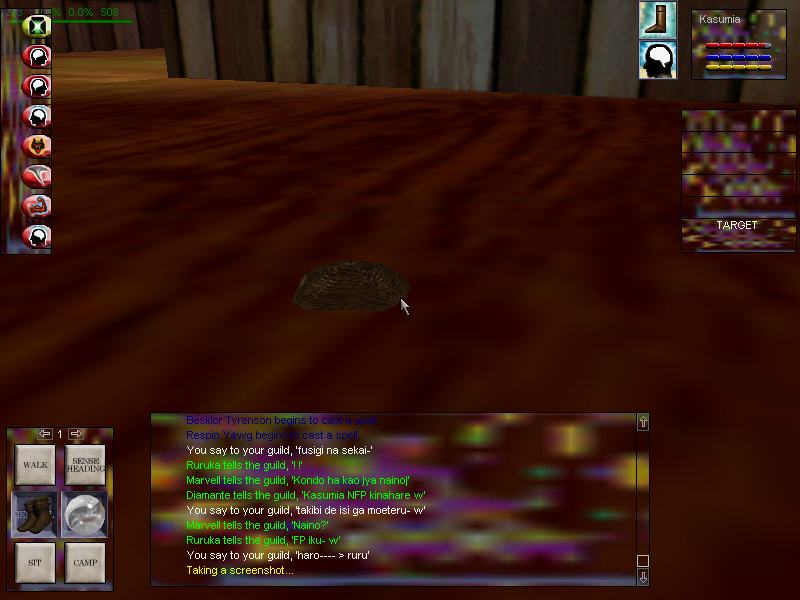 % 0.0% 508
Kasumia
TARGET
1
WALK
SENSE
HEADING
SIT
CAMP
Besklor Tyrenson begins to cast a spell.
Respin Yawg begins to cast a spell.
You say to your guild, 'fusigi na sekai-'
Ruruka tells the guild, '! !'
Marvell tells the guild, 'Kondo ha kao jya naino|'
Diamante tells the guild, 'Kasumia NFP kinahare w'
You say to your guild, 'takibi de isi ga moeteru- w'
Marvell tells the guild, 'Naino?'
Ruruka tells the guild, 'FP iku- w'
You say to your guild, 'haro---- > ruru'
Taking a screenshot...